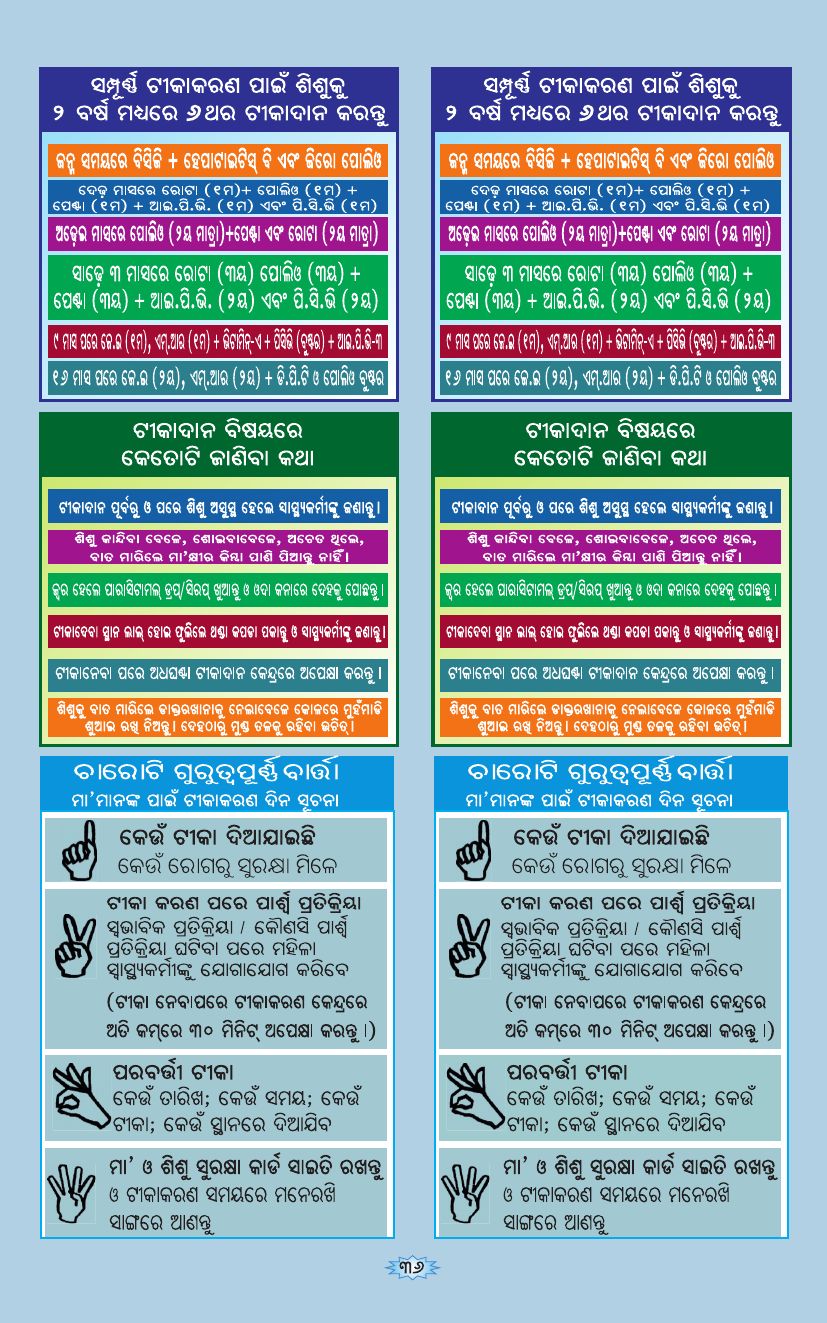 ସମ୍ପୂର୍ଣ୍ଣ ଟୀକାକରଣ ପାଇଁ ଶିଶୁକୁ
୨ ବର୍ଷ ମଧ୍ୟରେ ୬ ଥର ଟୀକାଦାନ କରନ୍ତୁ
ଜନ୍ମ ସମୟରେ ବିସିଜି + ହେପାଟାଇଟିସ୍ ବି ଏବଂ ଜିରୋ ପୋଲିଓ
ଦେଢ଼ ମାସରେ ରୋଟା (୧ମ)+ ପୋଲିଓ (୧ମ) +
ପେଣ୍ଟା (୧ମ) + ଆଇ.ପି.ଭି. (୧ମ) ଏବଂ ପି.ସି.ଭି (୧ମ)
ଅଢ଼େଇ ମାସରେ ପୋଲିଓ (୨ୟ ମାତ୍ରା)+ପେଣ୍ଟା ଏବଂ ରୋଟା (୨ୟ ମାତ୍ରା)
ସାଢ଼େ ୩ ମାସରେ ରୋଟା (୩ୟ) ପୋଲିଓ (୩ୟ) +
ପେଣ୍ଟା (୩ୟ) + ଆଇ.ପି.ଭି. (୨ୟ) ଏବଂ ପି.ସି.ଭି (୨ୟ)
୯ ମାସ ପରେ ଜେ.ଇ (୧ମ), ଏମ୍.ଆର (୧ମ) + ଭିଟାମିନ୍-ଏ + ପିସିଭି (ବୁଷ୍ଟର) + ଆଇ.ପି.ଭି-୩
୧୬ ମାସ ପରେ ଜେ.ଇ (୨ୟ), ଏମ୍.ଆର (୨ୟ) + ଡି.ପି.ଟି ଓ ପୋଲିଓ ବୁଷ୍ଟର
ଟୀକାଦାନ ବିଷୟରେ
କେତୋଟି ଜାଣିବା କଥା
ଟୀକାଦାନ ପୂର୍ବରୁ ଓ ପରେ ଶିଶୁ ଅସୁସ୍ଥ ହେଲେ ସ୍ବାସ୍ଥ୍ୟକର୍ମୀଙ୍କୁ ଜଣାନ୍ତୁ।
ଶିଶୁ କାନ୍ଦିବା ବେଳେ, ଶୋଇବାବେଳେ, ଅଚେତ ଥିଲେ,
ବାତ ମାରିଲେ ମା'କ୍ଷୀର କିମ୍ବା ପାଣି ପିଆନ୍ତୁ ନାହିଁ।
ଜ୍ୱର ହେଲେ ପାରାସିଟାମଲ୍ ଡ୍ରପ୍/ସିରପ୍ ଖୁଆନ୍ତୁ ଓ ଓଦା କନାରେ ଦେହକୁ ପୋଛନ୍ତୁ ।
ଟୀକାଦେବା ସ୍ଥାନ ଲାଲ୍ ହୋଇ ଫୁଲିଲେ ଥଣ୍ଡା କପଡା ପକାନ୍ତୁ ଓ ସ୍ବାସ୍ଥ୍ୟକର୍ମୀଙ୍କୁ ଜଣାନ୍ତୁ।
ଟୀକାନେବା ପରେ ଅଧଘଣ୍ଟା ଟୀକାଦାନ କେନ୍ଦ୍ରରେ ଅପେକ୍ଷା କରନ୍ତୁ ।
ଶିଶୁକୁ ବାତ ମାରିଲେ ଡାକ୍ତରଖାନାକୁ ନେଲାବେଳେ କୋଳରେ ମୁହଁମାଡି
ଶୁଆଇ ରଖି ନିଅନ୍ତୁ। ଦେହଠାରୁ ମୁଣ୍ଡ ତଳକୁ ରହିବା ଉଚିତ୍।
ଚାରୋଟି ଗୁରୁତ୍ୱପୂର୍ଣ୍ଣ ବାର୍ତ୍ତା
ମା'ମାନଙ୍କ ପାଇଁ ଟୀକାକରଣ ଦିନ ସୂଚନା
କେଉଁ ଟୀକା ଦିଆଯାଇଛି
କେଉଁ ରୋଗରୁ ସୁରକ୍ଷା ମିଳେ
ଟୀକା କରଣ ପରେ ପାର୍ଶ୍ୱ ପ୍ରତିକ୍ରିୟା
ସ୍ୱଭାବିକ ପ୍ରତିକ୍ରିୟା / କୌଣସି ପାର୍ଶ୍ୱ
ପ୍ରତିକ୍ରିୟା ଘଟିବା ପରେ ମହିଳା
ସ୍ୱାସ୍ଥ୍ୟକର୍ମୀଙ୍କୁ ଯୋଗାଯୋଗ କରିବେ
(ଟୀକା ନେବାପରେ ଟୀକାକରଣ କେନ୍ଦ୍ରରେ
ଅତି କମ୍‌ରେ ୩୦ ମିନିଟ୍ ଅପେକ୍ଷା କରନ୍ତୁ ।)
ପରବର୍ତ୍ତୀ ଟୀକା
କେଉଁ ତାରିଖ; କେଉଁ ସମୟ; କେଉଁ
ଟୀକା; କେଉଁ ସ୍ଥାନରେ ଦିଆଯିବ
ମା' ଓ ଶିଶୁ ସୁରକ୍ଷା କାର୍ଡ ସାଇତି ରଖନ୍ତୁ
ଓ ଟୀକାକରଣ ସମୟରେ ମନେରଖି
ସାଙ୍ଗରେ ଆଣନ୍ତୁ
ସମ୍ପୂର୍ଣ୍ଣ ଟୀକାକରଣ ପାଇଁ ଶିଶୁକୁ
୨ ବର୍ଷ ମଧ୍ୟରେ ୬ ଥର ଟୀକାଦାନ କରନ୍ତୁ
ଜନ୍ମ ସମୟରେ ବିସିଜି + ହେପାଟାଇଟିସ୍ ବି ଏବଂ ଜିରୋ ପୋଲିଓ
ଦେଢ଼ ମାସରେ ରୋଟା (୧ମ)+ ପୋଲିଓ (୧ମ) +
ପେଣ୍ଟା (୧ମ) + ଆଇ.ପି.ଭି. (୧ମ) ଏବଂ ପି.ସି.ଭି (୧ମ)
ଅଢ଼େଇ ମାସରେ ପୋଲିଓ (୨ୟ ମାତ୍ରା)+ପେଣ୍ଟା ଏବଂ ରୋଟା (୨ୟ ମାତ୍ରା)
ସାଢ଼େ ୩ ମାସରେ ରୋଟା (୩ୟ) ପୋଲିଓ (୩ୟ) +
ପେଣ୍ଟା (୩ୟ) + ଆଇ.ପି.ଭି. (୨ୟ) ଏବଂ ପି.ସି.ଭି (୨ୟ)
୯ ମାସ ପରେ ଜେ.ଇ (୧ମ), ଏମ୍.ଆର (୧ମ) + ଭିଟାମିନ୍-ଏ + ପିସିଭି (ବୁଷ୍ଟର) + ଆଇ.ପି.ଭି-୩
୧୬ ମାସ ପରେ ଜେ.ଇ (୨ୟ), ଏମ୍.ଆର (୨ୟ) + ଡି.ପି.ଟି ଓ ପୋଲିଓ ବୁଷ୍ଟର
ଟୀକାଦାନ ବିଷୟରେ
କେତୋଟି ଜାଣିବା କଥା
ଟୀକାଦାନ ପୂର୍ବରୁ ଓ ପରେ ଶିଶୁ ଅସୁସ୍ଥ ହେଲେ ସ୍ବାସ୍ଥ୍ୟକର୍ମୀଙ୍କୁ ଜଣାନ୍ତୁ।
ଶିଶୁ କାନ୍ଦିବା ବେଳେ, ଶୋଇବାବେଳେ, ଅଚେତ ଥିଲେ,
ବାତ ମାରିଲେ ମା'କ୍ଷୀର କିମ୍ବା ପାଣି ପିଆନ୍ତୁ ନାହିଁ।
ଜ୍ୱର ହେଲେ ପାରାସିଟାମଲ୍ ଡ୍ରପ୍/ସିରପ୍ ଖୁଆନ୍ତୁ ଓ ଓଦା କନାରେ ଦେହକୁ ପୋଛନ୍ତୁ ।
ଟୀକାଦେବା ସ୍ଥାନ ଲାଲ୍ ହୋଇ ଫୁଲିଲେ ଥଣ୍ଡା କପଡା ପକାନ୍ତୁ ଓ ସ୍ବାସ୍ଥ୍ୟକର୍ମୀଙ୍କୁ ଜଣାନ୍ତୁ।
ଟୀକାନେବା ପରେ ଅଧଘଣ୍ଟା ଟୀକାଦାନ କେନ୍ଦ୍ରରେ ଅପେକ୍ଷା କରନ୍ତୁ ।
ଶିଶୁକୁ ବାତ ମାରିଲେ ଡାକ୍ତରଖାନାକୁ ନେଲାବେଳେ କୋଳରେ ମୁହଁମାଡି
ଶୁଆଇ ରଖି ନିଅନ୍ତୁ। ଦେହଠାରୁ ମୁଣ୍ଡ ତଳକୁ ରହିବା ଉଚିତ୍।
ଚାରୋଟି ଗୁରୁତ୍ୱପୂର୍ଣ୍ଣ ବାର୍ତ୍ତା
ମା'ମାନଙ୍କ ପାଇଁ ଟୀକାକରଣ ଦିନ ସୂଚନା
କେଉଁ ଟୀକା ଦିଆଯାଇଛି
କେଉଁ ରୋଗରୁ ସୁରକ୍ଷା ମିଳେ
ଟୀକା କରଣ ପରେ ପାର୍ଶ୍ୱ ପ୍ରତିକ୍ରିୟା
ସ୍ୱଭାବିକ ପ୍ରତିକ୍ରିୟା / କୌଣସି ପାର୍ଶ୍ୱ
ପ୍ରତିକ୍ରିୟା ଘଟିବା ପରେ ମହିଳା
ସ୍ୱାସ୍ଥ୍ୟକର୍ମୀଙ୍କୁ ଯୋଗାଯୋଗ କରିବେ
(ଟୀକା ନେବାପରେ ଟୀକାକରଣ କେନ୍ଦ୍ରରେ
ଅତି କମ୍‌ରେ ୩୦ ମିନିଟ୍ ଅପେକ୍ଷା କରନ୍ତୁ ।)
ପରବର୍ତ୍ତୀ ଟୀକା
କେଉଁ ତାରିଖ; କେଉଁ ସମୟ; କେଉଁ
ଟୀକା; କେଉଁ ସ୍ଥାନରେ ଦିଆଯିବ
ମା' ଓ ଶିଶୁ ସୁରକ୍ଷା କାର୍ଡ ସାଇତି ରଖନ୍ତୁ
ଓ ଟୀକାକରଣ ସମୟରେ ମନେରଖି
ସାଙ୍ଗରେ ଆଣନ୍ତୁ
୩୬